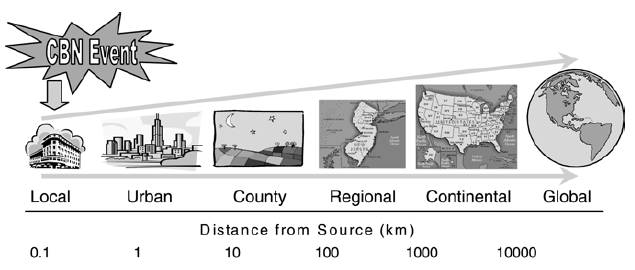 CBN Event
Local Urban County Regional Continental Global
Distance from Source (km)
0.1 1 10 100 1000 10000